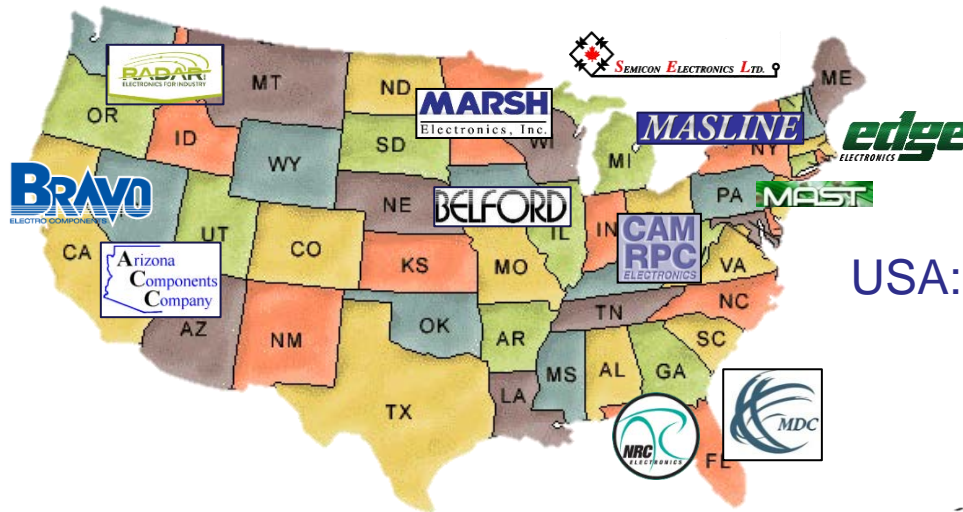 SEMICON ELECTRONICS LTD.
RADAR
ELECTRONICS FOR INDUSTRY
MT
ND
ME
OR
MARSH
Electronics, Inc.
MASLINE
edge
ELECTRONICS
ID
SD
WI
MI
NY
WY
BRAVO
ELECTRO COMPONENTS
NE
BELFORD
PA
MAST
UT
CO
IL
IN
CAM
RPC
ELECTRONICS
CA
Arizona
Components
Company
KS
MO
VA
USA:
AZ
NM
OK
TN
NC
AR
SC
MS
AL
GA
LA
TX
NRC
ELECTRONICS
MDC
FL